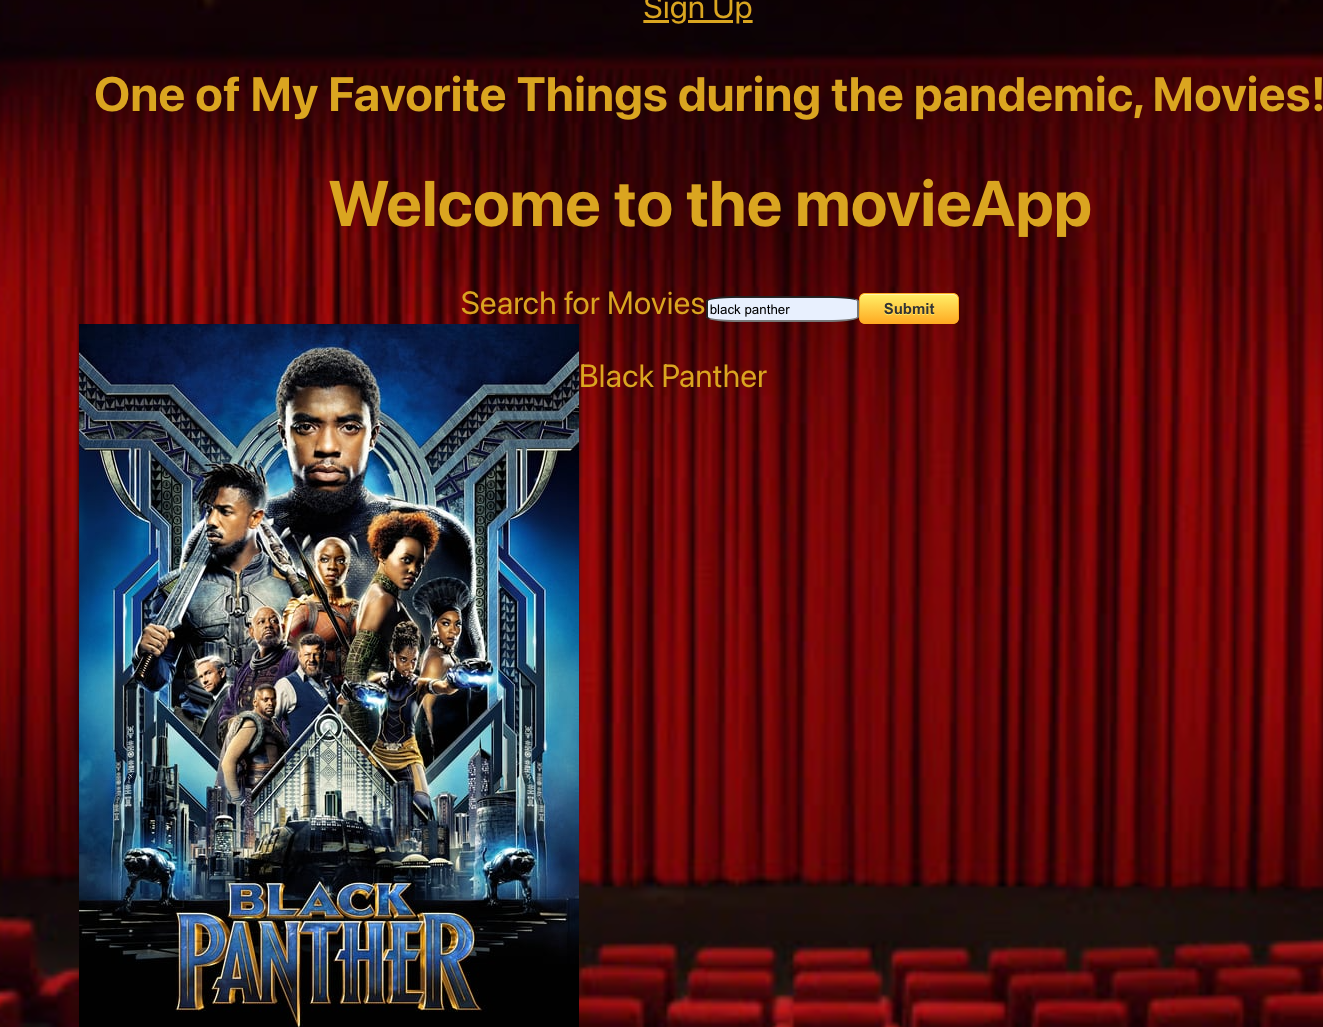 Sign Up
One of My Favorite Things during the pandemic, Movies!
Welcome to the movieApp
Search for Movies black panther Submit
Black Panther
BLACK
PANTHER